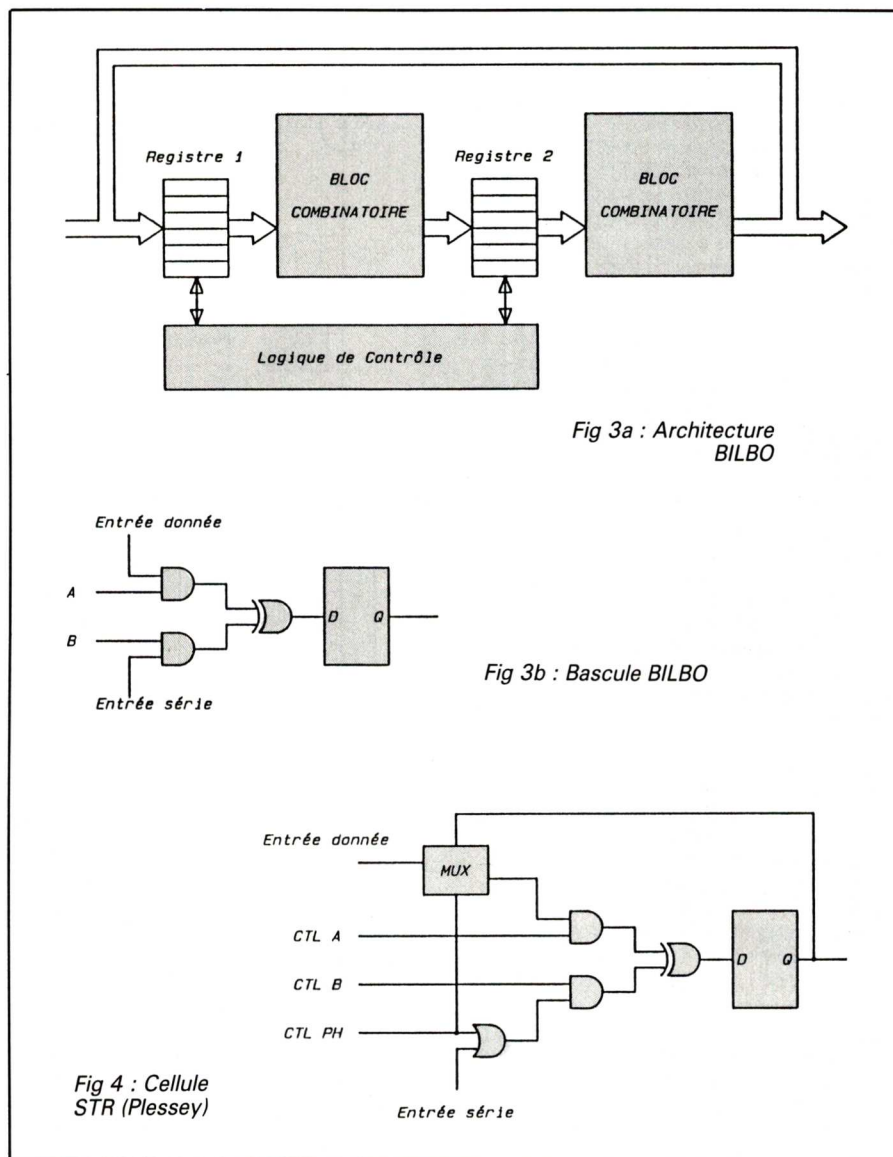 Registre 1
BLOC
COMBINATOIRE
Registre 2
BLOC
COMBINATOIRE
Logique de Contrôle
Fig 3a : Architecture
BILBO
Entrée donnée
A
B
D Q
Entrée série
Fig 3b : Bascule BILBO
Entrée donnée
MUX
CTL A
D Q
CTL B
CTL PH
Entrée série
Fig 4 : Cellule
STR (Plessey)